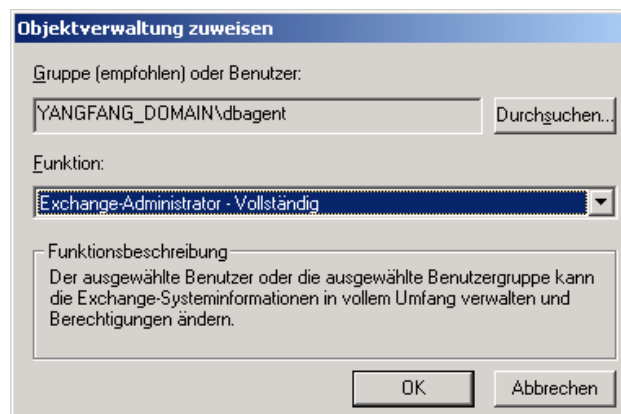 Objektverwaltung zuweisen
Gruppe (empfohlen) oder Benutzer:
YANGFANG_DOMAIN\dbagent
Durchsuchen...
Funktion:
Exchange-Administrator - Vollständig
Funktionsbeschreibung
Der ausgewählte Benutzer oder die ausgewählte Benutzergruppe kann
die Exchange-Systeminformationen in vollem Umfang verwalten und
Berechtigungen ändern.
OK
Abbrechen